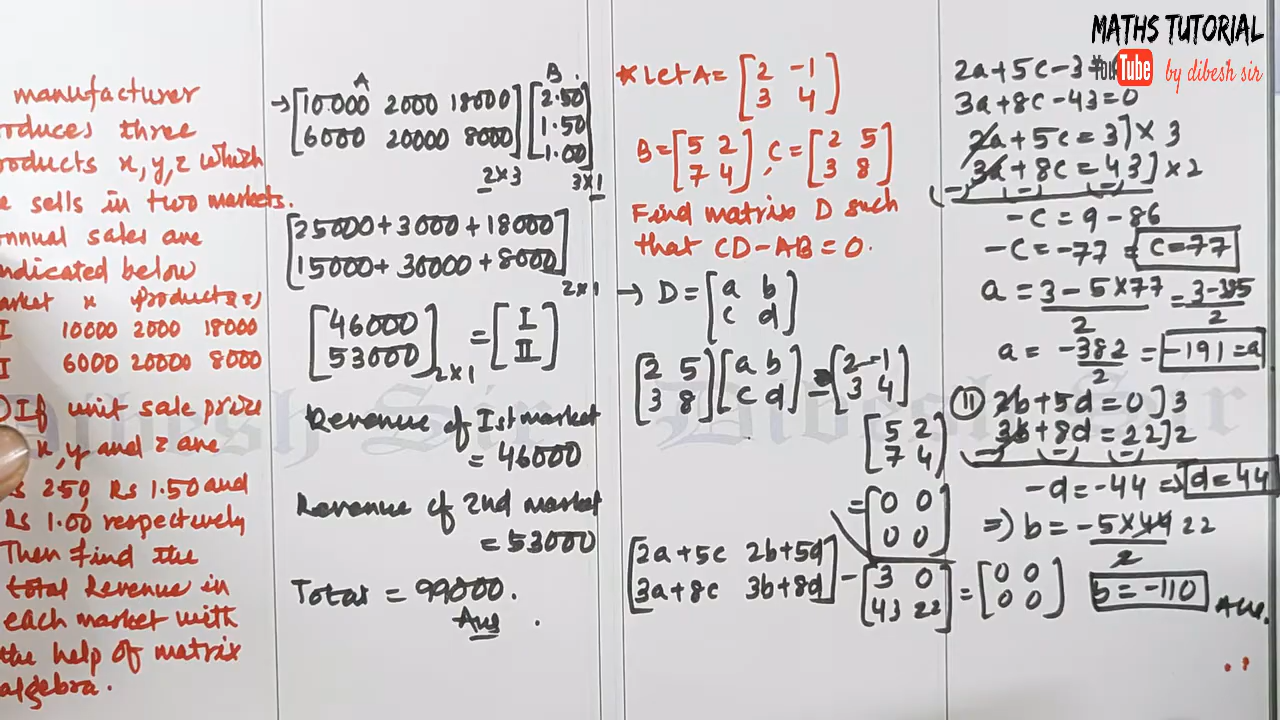 MATHS TUTORIAL
YouTube by dibesh sir
Dibesh Sir Dibesh Sir
manufacturer
oduces three
oducts x, y, z which
e sells in two markets.
nnual sales are
ndicated below
arket x products
I 10000 2000 18000
I 6000 20000 8000
If unit sale price
x, y and z are
s 2.50, Rs 1.50 and
Rs 1.00 respectively
Then find the
total Revenue in
each market with
the help of matrix
algebra.
A B.
→ [10000 2000 18000] [2.50]
[6000 20000 8000] [1.50]
[1.00]
2×3 3×1
[25000+3000+18000]
[15000+30000+8000]
2×1
[46000] = [I]
[53000] [II]
2×1
Revenue of Ist market
= 46000
Revenue of 2nd market
= 53000
Total = 99000.
Ans .
* Let A = [2 -1]
[3 4]
B = [5 2], C = [2 5]
[7 4] [3 8]
Find matrix D such
that CD-AB=0.
→ D = [a b]
[c d]
[2 5] [a b] - [2 -1]
[3 8] [c d] [3 4]
[5 2]
[7 4]
= [0 0]
[0 0]
[2a+5c 2b+5d] - [3 0] = [0 0]
[3a+8c 3b+8d] [43 22] [0 0]
2a+5c-3
3a+8c-43=0
2a+5c=3]×3
3a+8c=43]×2
(-) (-) (-)
-c = 9-86
-c = -77 = c=77
a = 3-5×77 = 3-385
2 2
a = -382 = -191=a
2
II 2b+5d=0]3
3b+8d=22]2
(-) (-) (-)
-d=-44 ⇒ d=44
⇒) b = -5×44 22
2
b=-110 Ans.